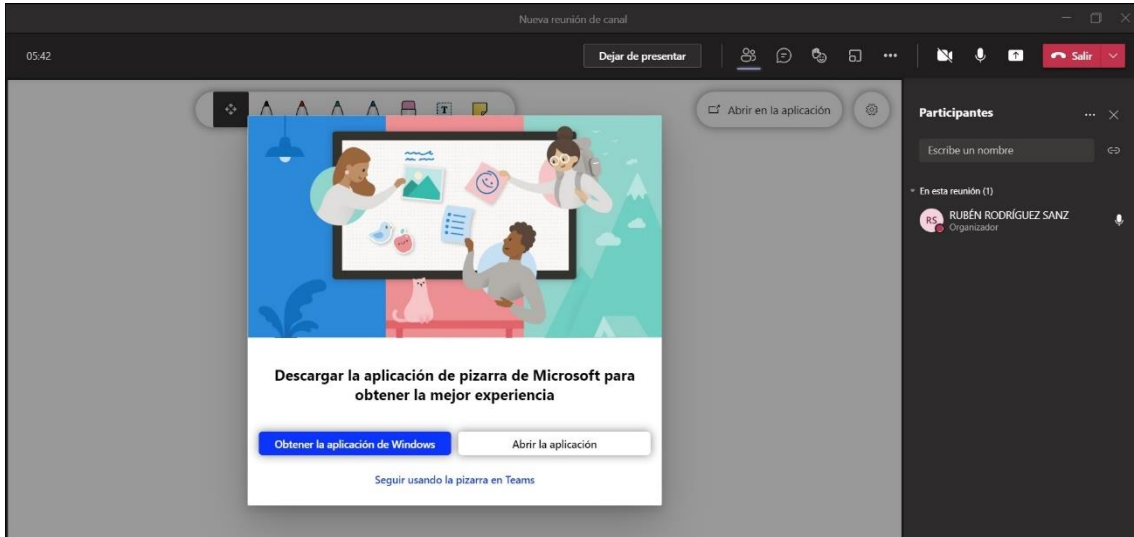 Nueva reunión de canal
05:42
Dejar de presentar
Salir
Abrir en la aplicación
Participantes
Escribe un nombre
En esta reunión (1)
RS
RUBÉN RODRÍGUEZ SANZ
Organizador
Descargar la aplicación de pizarra de Microsoft para
obtener la mejor experiencia
Obtener la aplicación de Windows
Abrir la aplicación
Seguir usando la pizarra en Teams